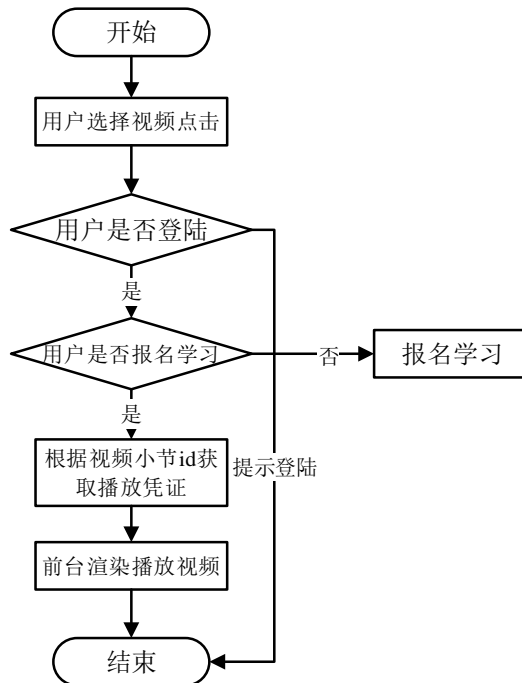 开始
用户选择视频点击
用户是否登陆
是
用户是否报名学习
否
报名学习
是
根据视频小节id获
取播放凭证
提示登陆
前台渲染播放视频
结束